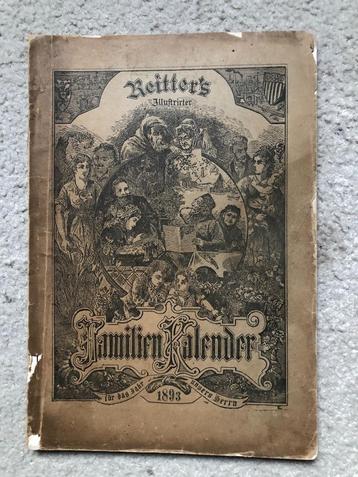 Reitter's
Illustrirter
Familien Kalender
für das Jahr unsers Herrn
1893